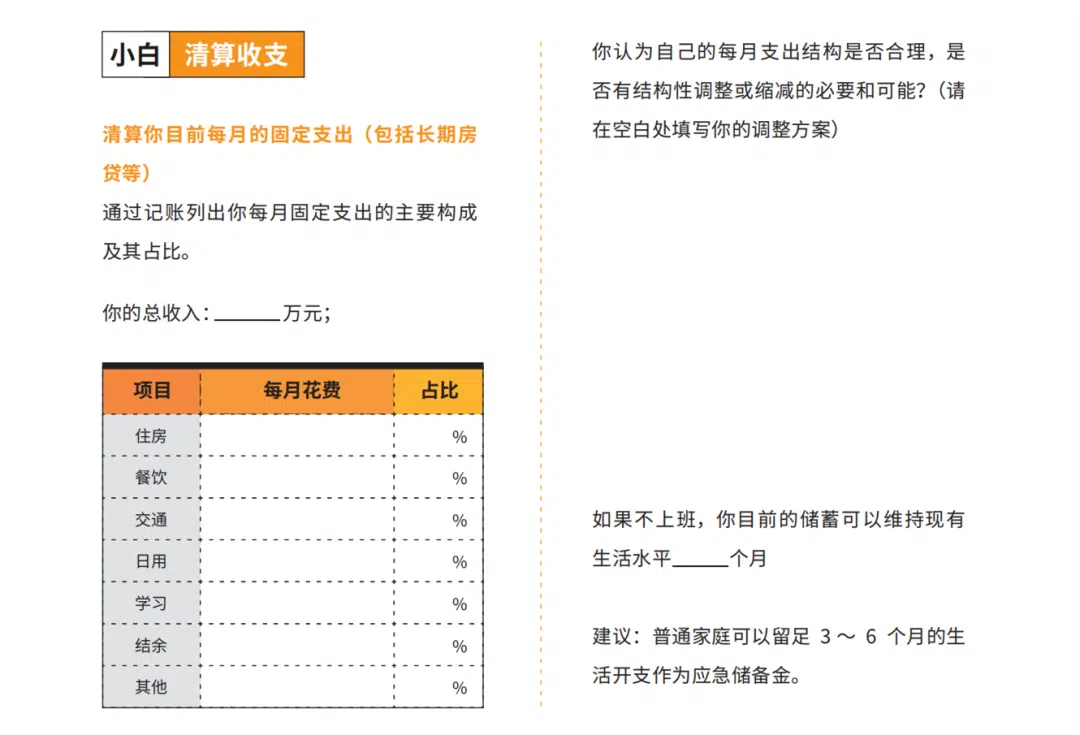 小白 清算收支
清算你目前每月的固定支出（包括长期房
贷等）
通过记账列出你每月固定支出的主要构成
及其占比。
你的总收入：______万元；
项目 每月花费 占比
住房 %
餐饮 %
交通 %
日用 %
学习 %
结余 %
其他 %
你认为自己的每月支出结构是否合理，是
否有结构性调整或缩减的必要和可能？（请
在空白处填写你的调整方案）
如果不上班，你目前的储蓄可以维持现有
生活水平_____个月
建议：普通家庭可以留足 3～ 6 个月的生
活开支作为应急储备金。